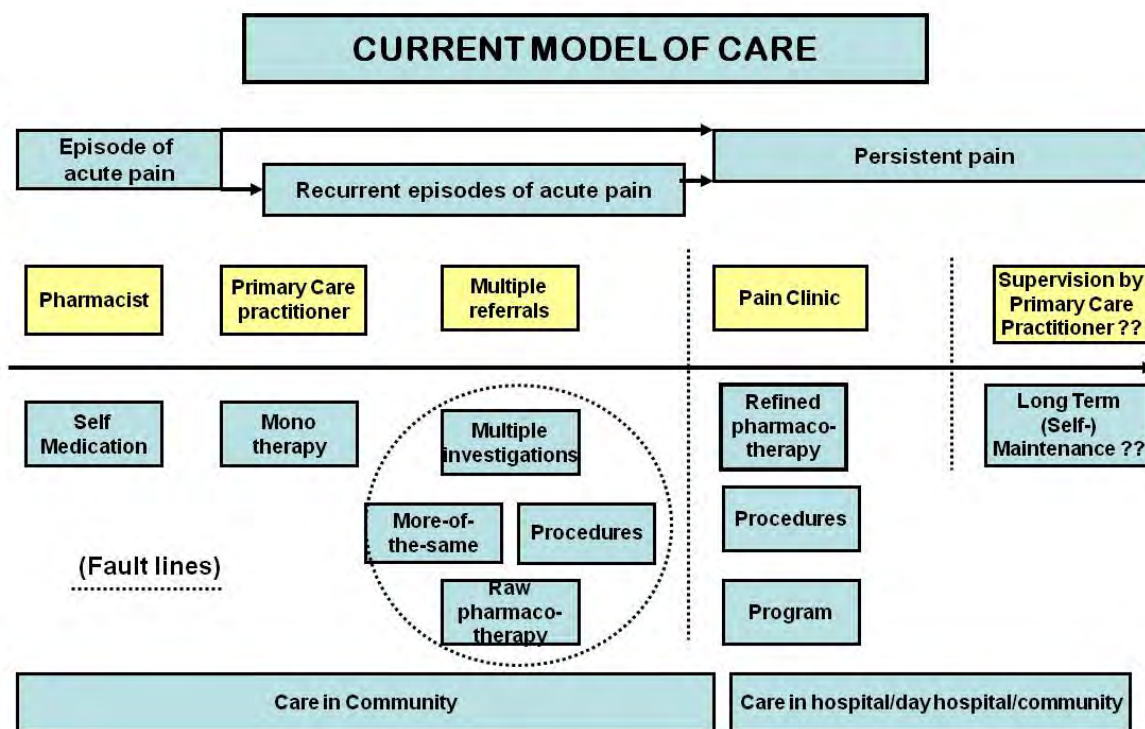 CURRENT MODEL OF CARE
Episode of
acute pain
Recurrent episodes of acute pain
Persistent pain
Pharmacist
Primary Care
practitioner
Multiple
referrals
Pain Clinic
Supervision by
Primary Care
Practitioner ??
Self
Medication
Mono
therapy
Multiple
investigations
More-of-
the-same
Procedures
Raw
pharmaco-
therapy
Refined
pharmaco-
therapy
Procedures
Program
Long Term
(Self-)
Maintenance ??
(Fault lines)
Care in Community
Care in hospital/day hospital/community